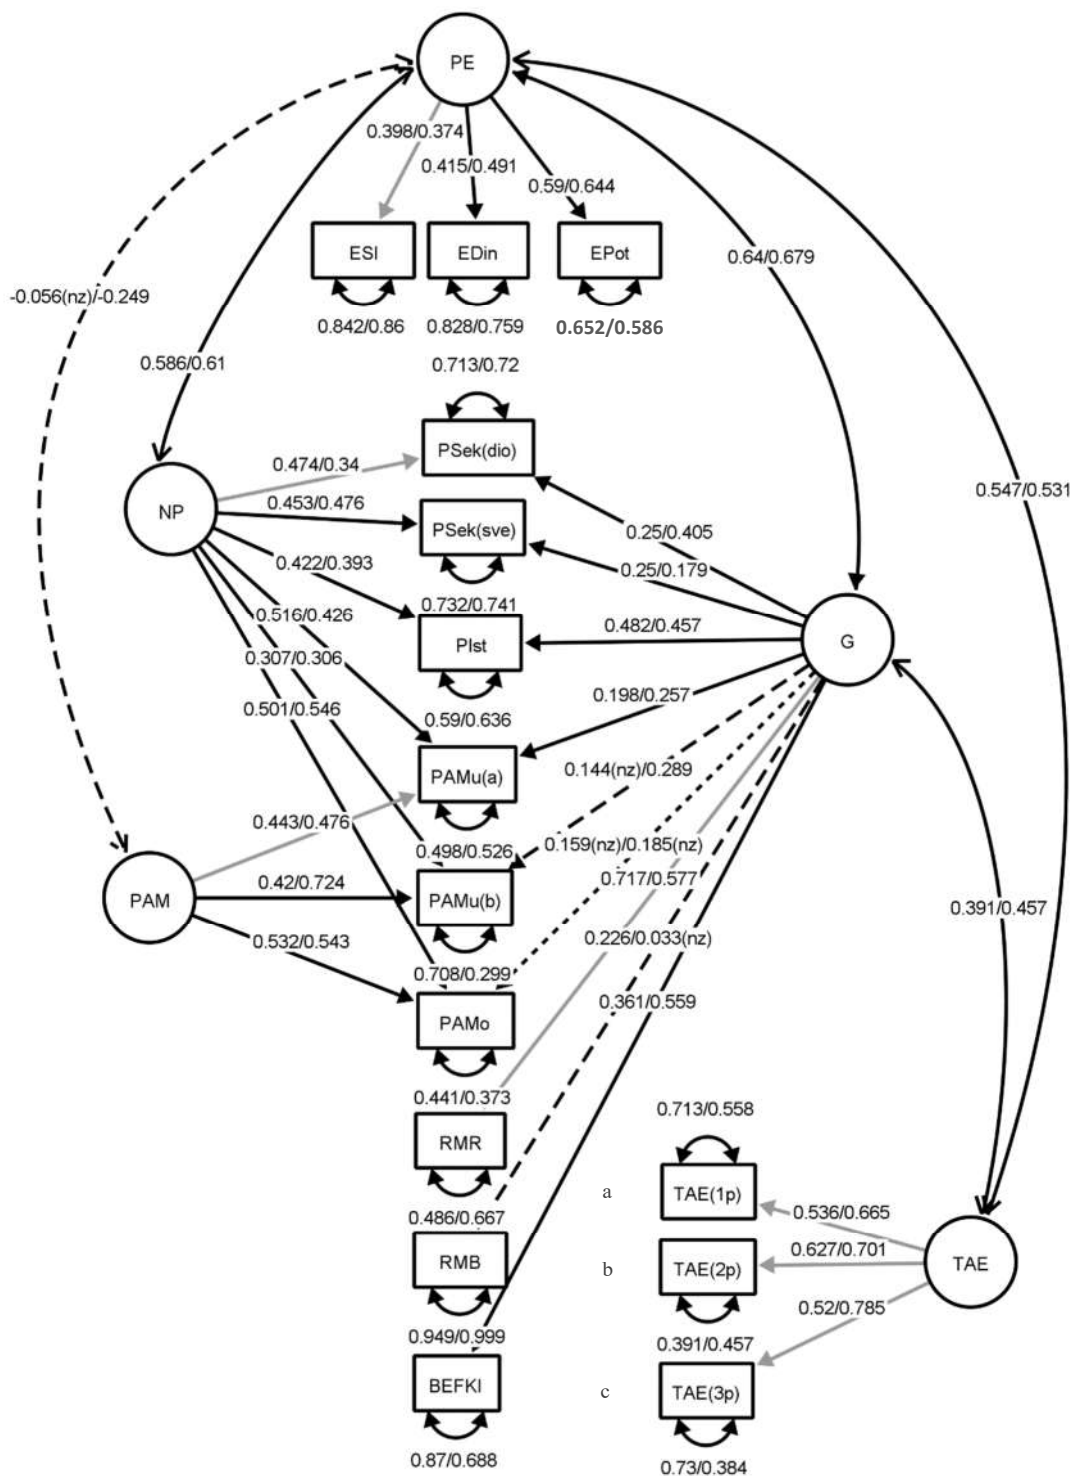 PE
0.398/0.374
0.415/0.491
0.59/0.644
ESI
EDin
EPot
0.64/0.679
-0.056(nz)/-0.249
0.842/0.86
0.828/0.759
0.652/0.586
0.586/0.61
0.713/0.72
PSek(dio)
0.474/0.34
0.547/0.531
NP
0.453/0.476
PSek(sve)
0.25/0.405
0.422/0.393
0.25/0.179
0.516/0.426
0.732/0.741
0.482/0.457
G
PIst
0.307/0.306
0.198/0.257
0.501/0.546
0.59/0.636
PAMu(a)
0.144(nz)/0.289
0.443/0.476
0.498/0.526
0.159(nz)/0.185(nz)
0.717/0.577
PAM
0.42/0.724
PAMu(b)
0.391/0.457
0.532/0.543
0.226/0.033(nz)
0.708/0.299
0.361/0.559
PAMo
0.441/0.373
0.713/0.558
RMR
a
TAE(1p)
0.536/0.665
0.486/0.667
0.627/0.701
RMB
b
TAE(2p)
TAE
0.52/0.785
0.949/0.999
0.391/0.457
BEFKI
c
TAE(3p)
0.87/0.688
0.73/0.384